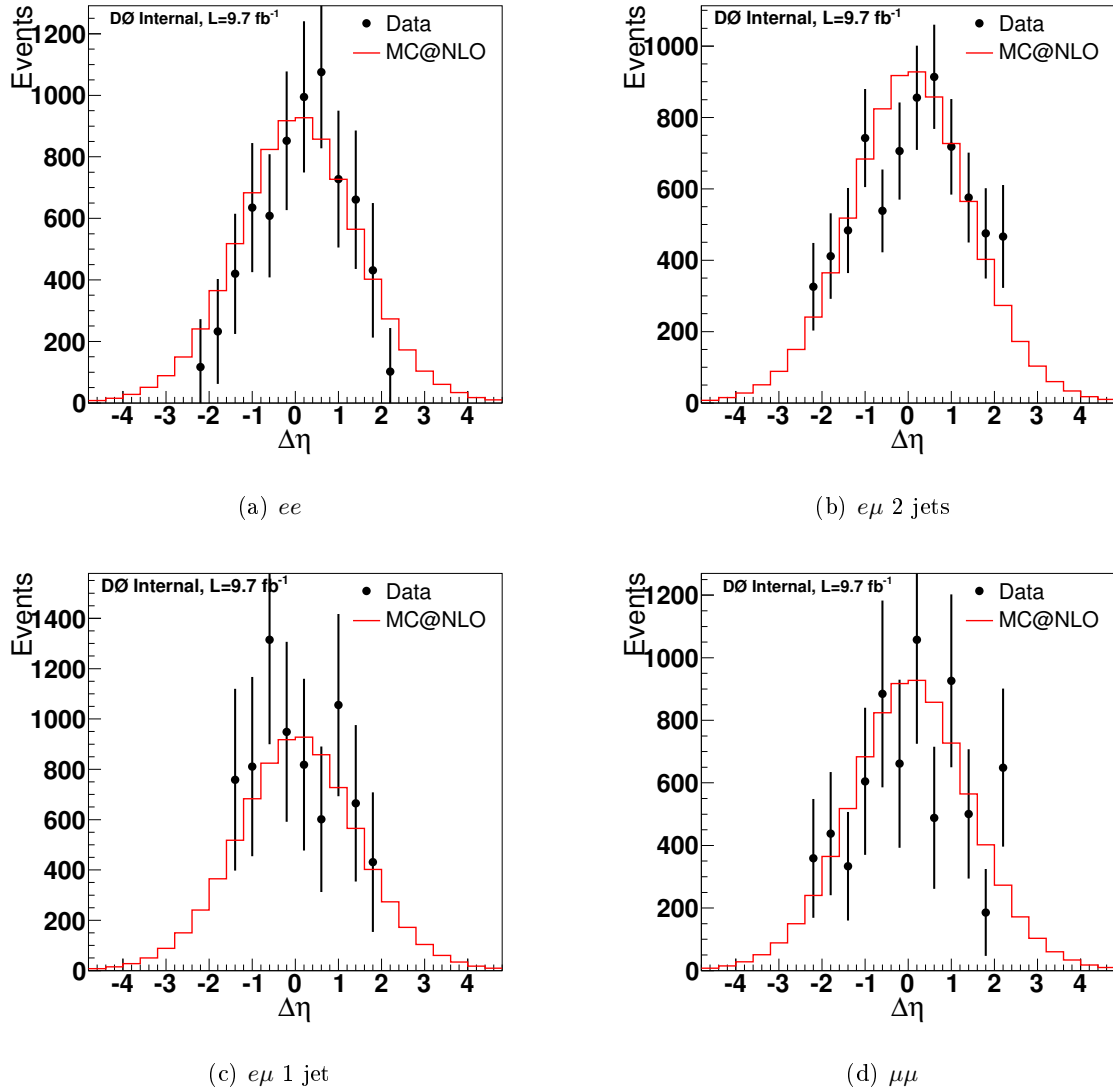 DØ Internal, L=9.7 fb⁻¹
Data
MC@NLO
Events
1200
1000
800
600
400
200
0
-4 -3 -2 -1 0 1 2 3 4
Δη
(a) ee
DØ Internal, L=9.7 fb⁻¹
Data
MC@NLO
Events
1000
800
600
400
200
0
-4 -3 -2 -1 0 1 2 3 4
Δη
(b) eμ 2 jets
DØ Internal, L=9.7 fb⁻¹
Data
MC@NLO
Events
1400
1200
1000
800
600
400
200
0
-4 -3 -2 -1 0 1 2 3 4
Δη
(c) eμ 1 jet
DØ Internal, L=9.7 fb⁻¹
Data
MC@NLO
Events
1200
1000
800
600
400
200
0
-4 -3 -2 -1 0 1 2 3 4
Δη
(d) μμ